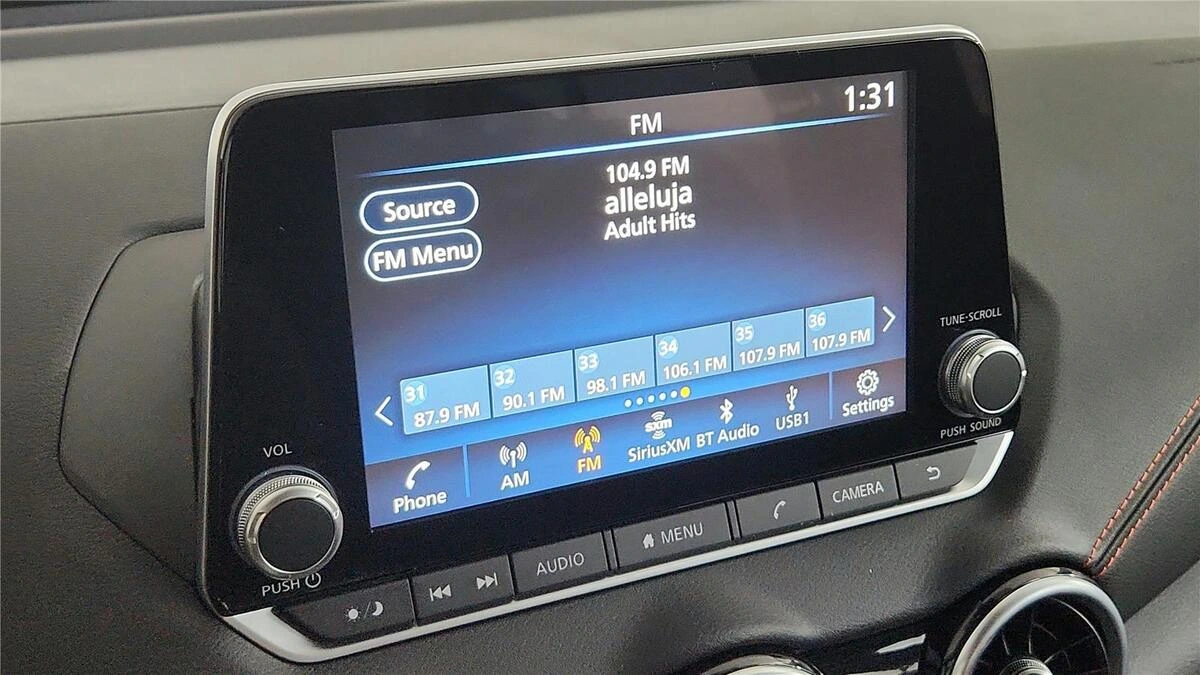 1:31
FM
104.9 FM
alleluja
Adult Hits
Source
FM Menu
31 32 33 34 35 36
87.9 FM 90.1 FM 98.1 FM 106.1 FM 107.9 FM 107.9 FM
Phone AM FM sxm SiriusXM BT Audio USB1 Settings
TUNE·SCROLL
PUSH SOUND
VOL
PUSH
AUDIO MENU CAMERA